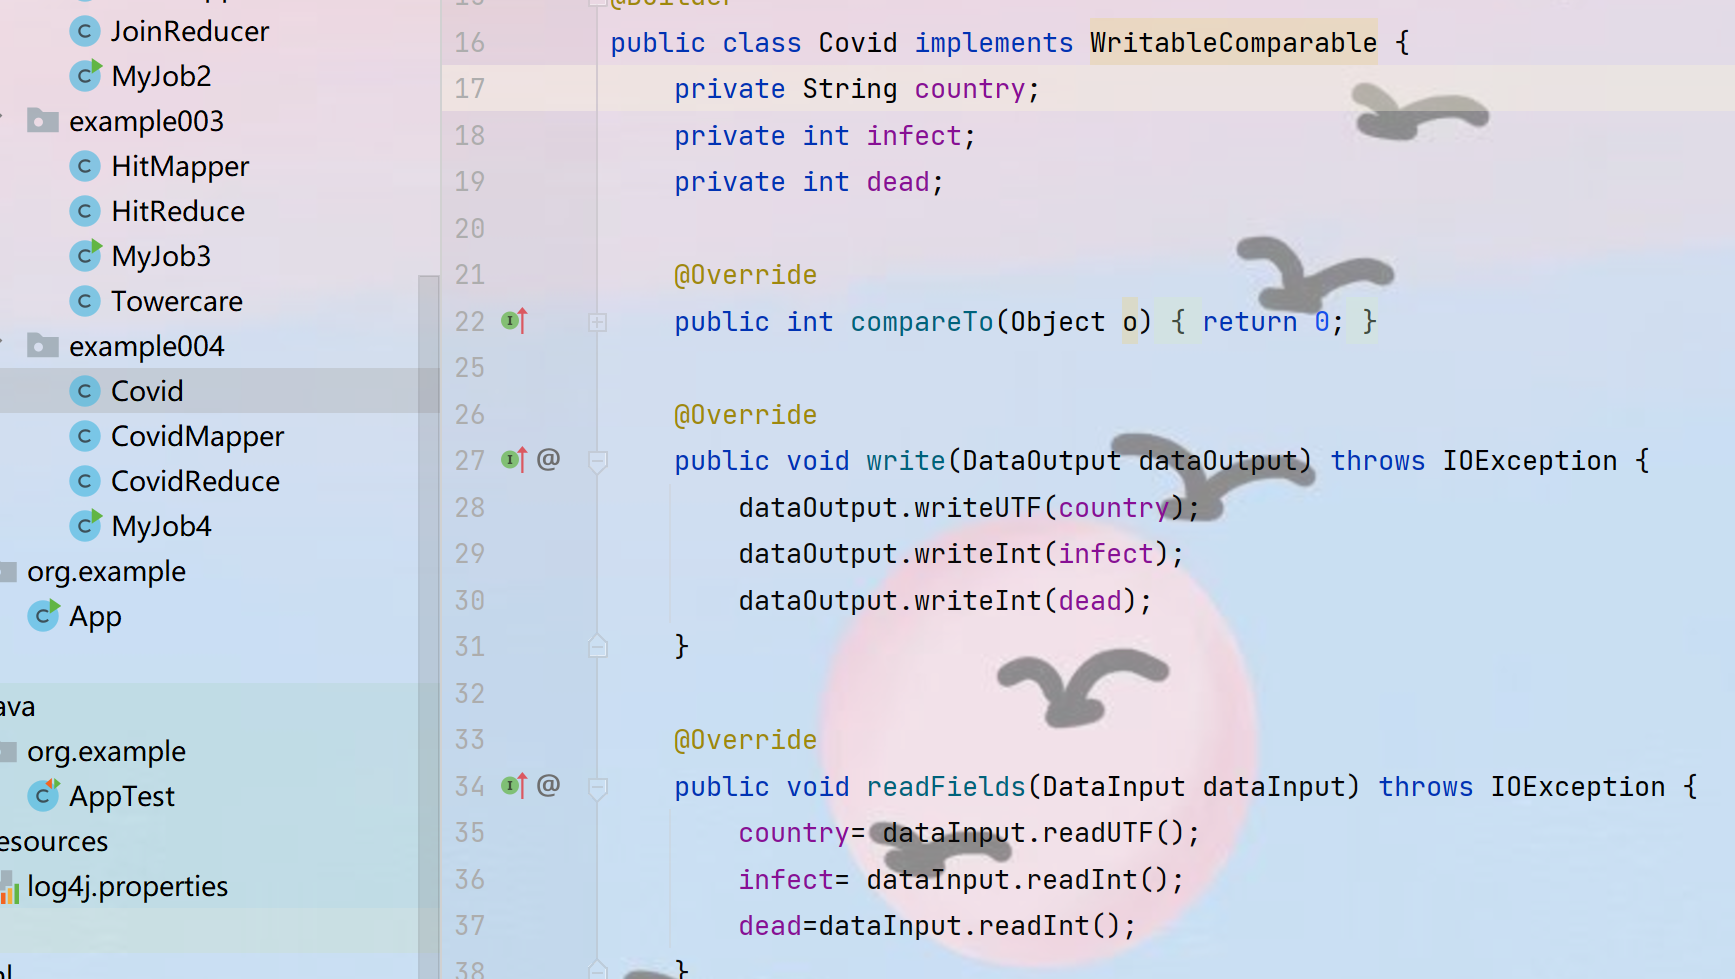 JoinReducer
MyJob2
example003
HitMapper
HitReduce
MyJob3
Towercare
example004
Covid
CovidMapper
CovidReduce
MyJob4
org.example
App
ava
org.example
AppTest
esources
log4j.properties
@Builder
16 public class Covid implements WritableComparable {
17 private String country;
18 private int infect;
19 private int dead;
20
21 @Override
22 public int compareTo(Object o) { return 0; }
25
26 @Override
27 @ public void write(DataOutput dataOutput) throws IOException {
28 dataOutput.writeUTF(country);
29 dataOutput.writeInt(infect);
30 dataOutput.writeInt(dead);
31 }
32
33 @Override
34 @ public void readFields(DataInput dataInput) throws IOException {
35 country= dataInput.readUTF();
36 infect= dataInput.readInt();
37 dead=dataInput.readInt();
38 }